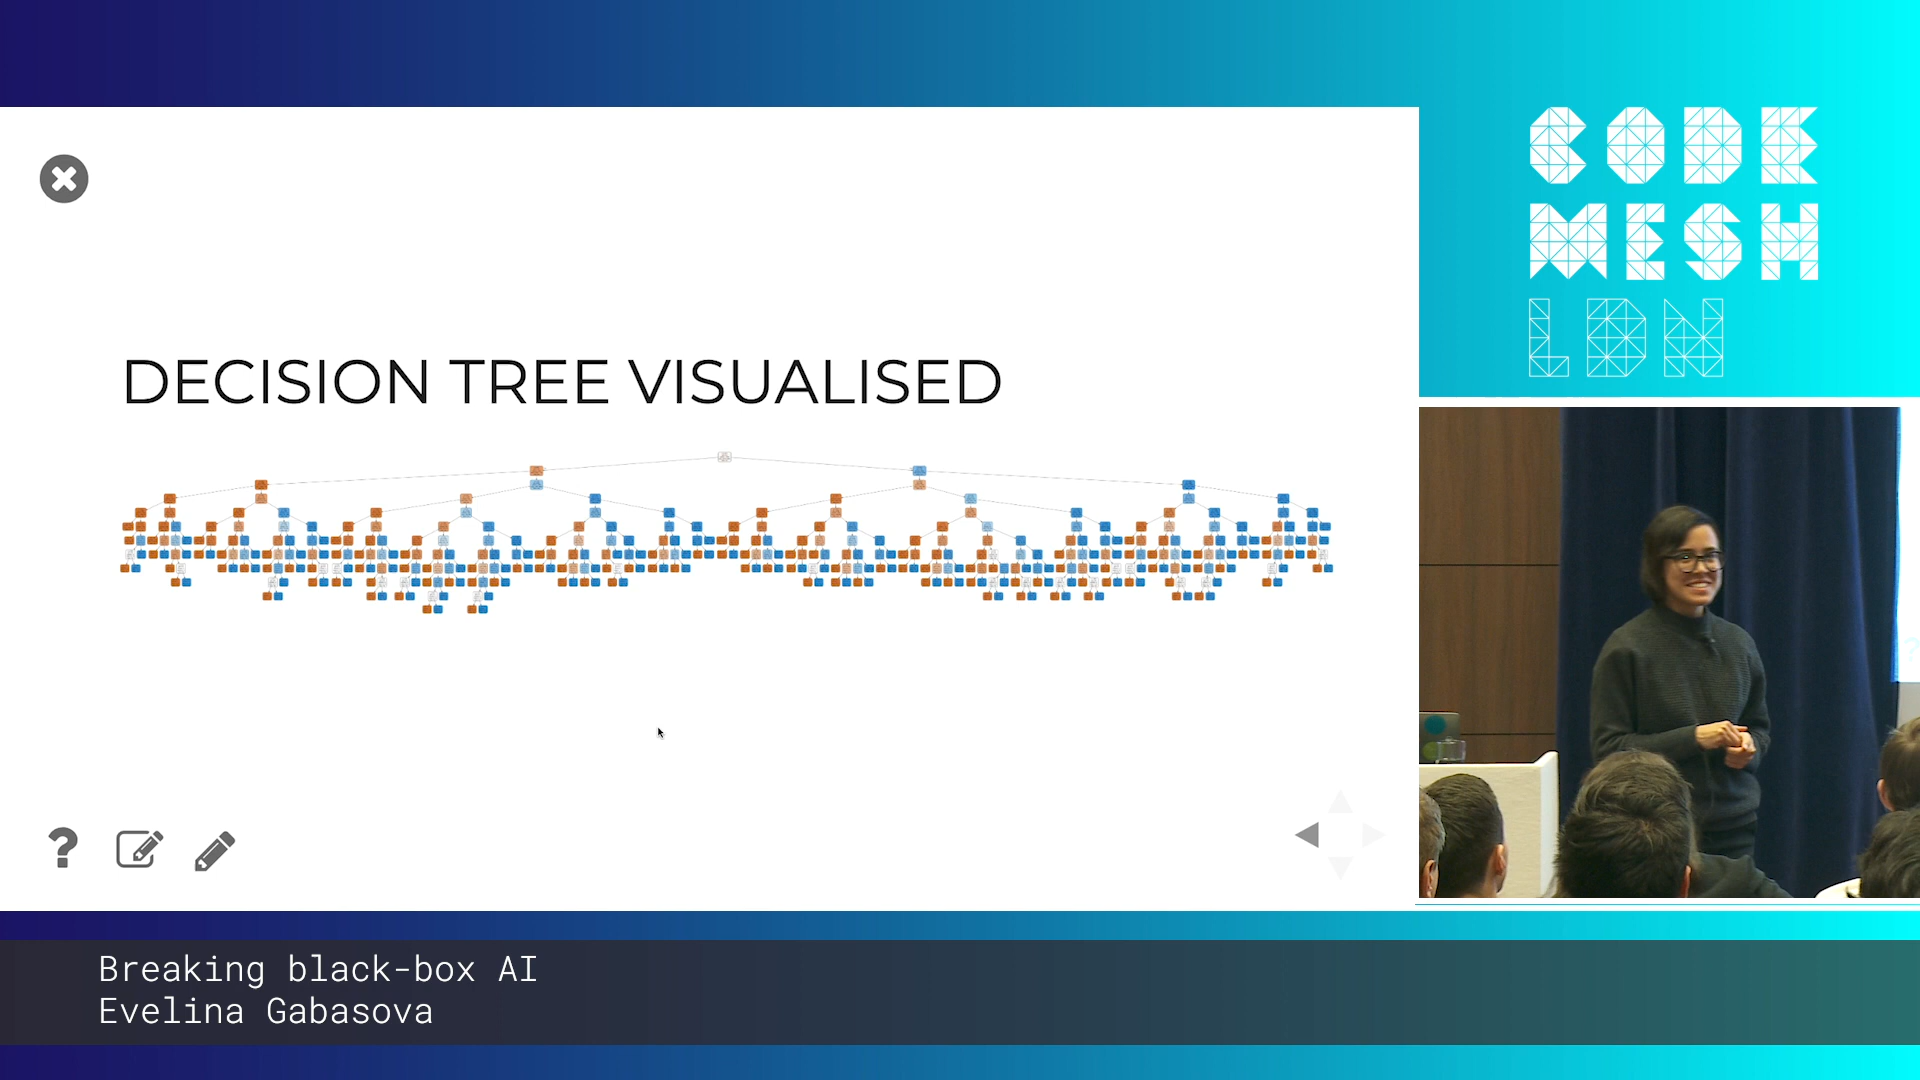 CODE
MESH
LDN
DECISION TREE VISUALISED
?
Breaking black-box AI
Evelina Gabasova